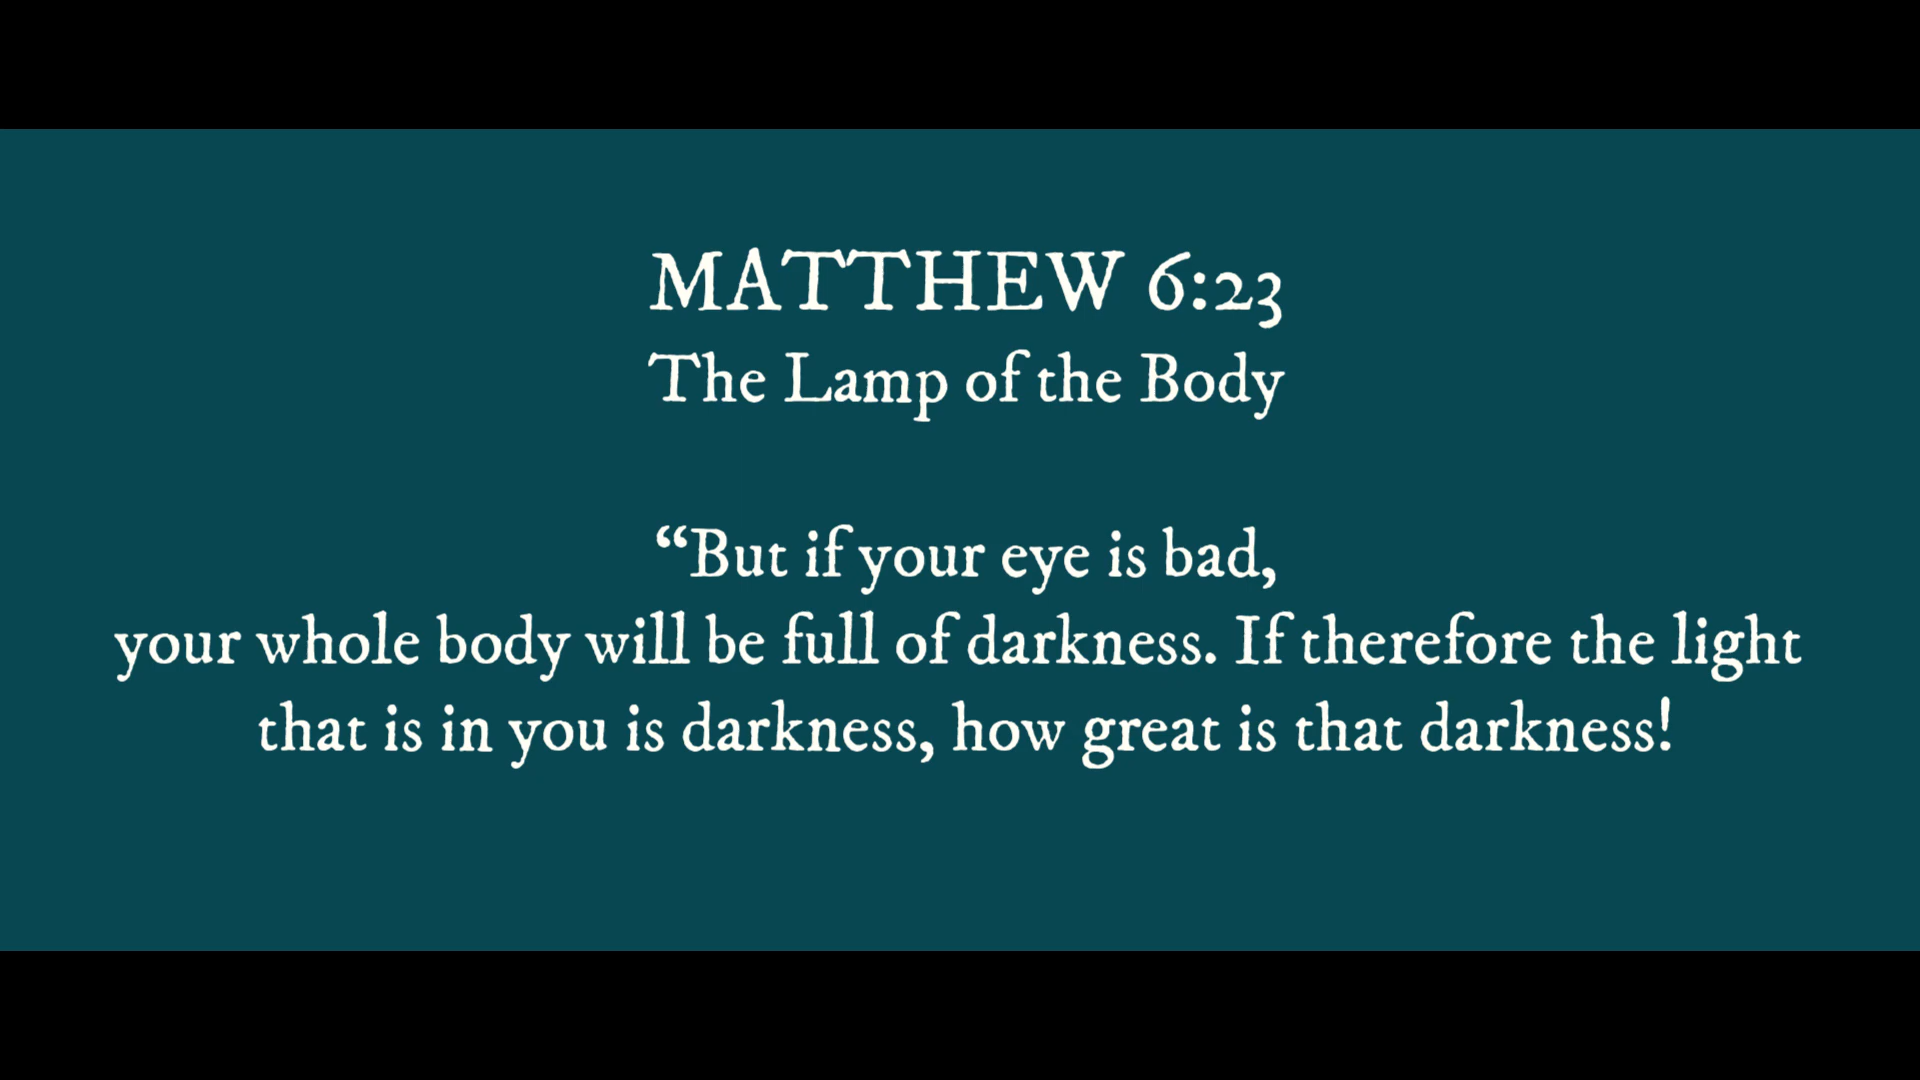 MATTHEW 6:23
The Lamp of the Body
“But if your eye is bad,
your whole body will be full of darkness. If therefore the light
that is in you is darkness, how great is that darkness!